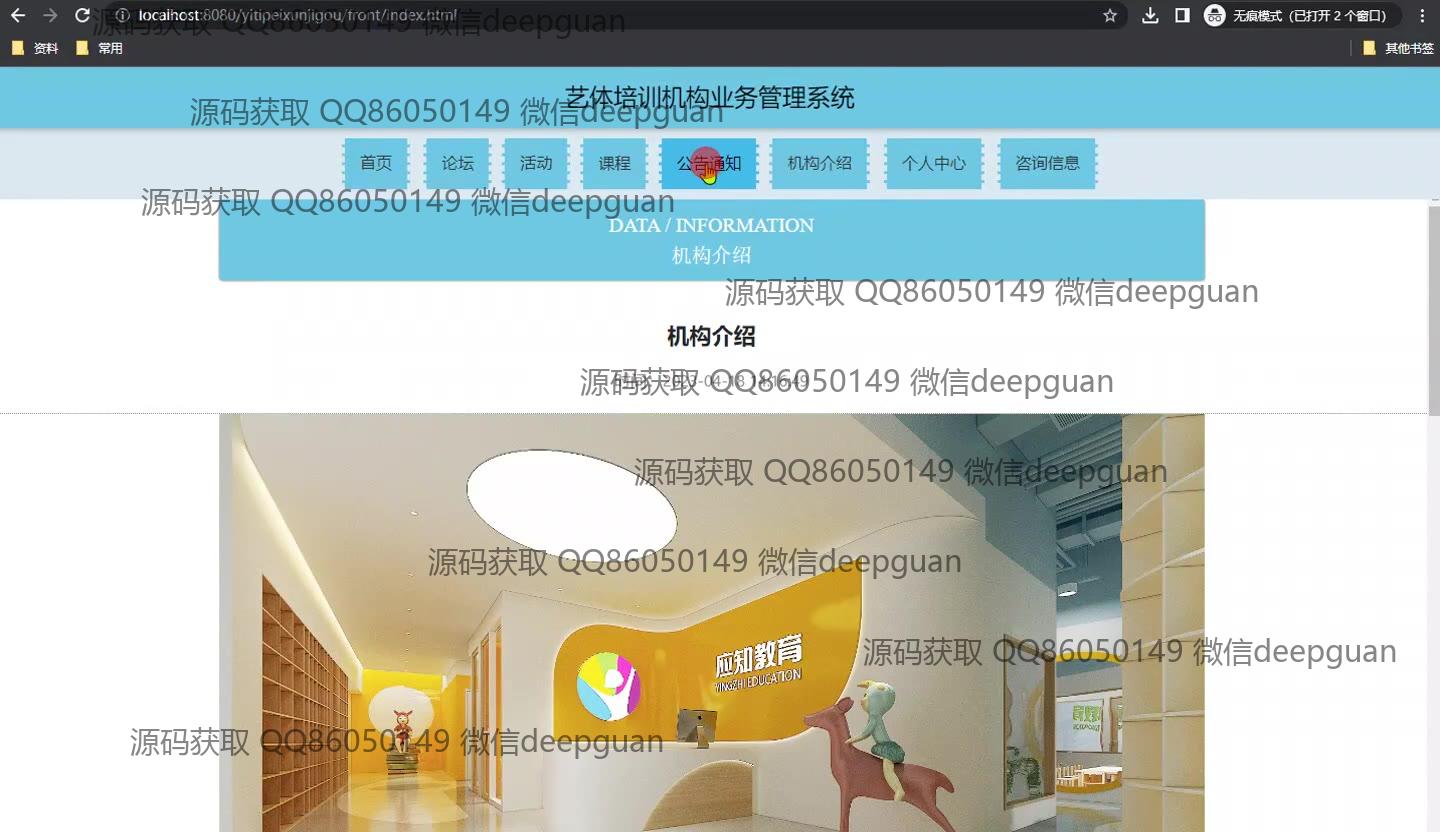 localhost:8080/yitipeixunjigou/front/index.html
无痕模式（已打开 2 个窗口）
源码获取 QQ86050149 微信deepguan
资料
常用
其他书签
艺体培训机构业务管理系统
源码获取 QQ86050149 微信deepguan
首页
论坛
活动
课程
公告通知
机构介绍
个人中心
咨询信息
源码获取 QQ86050149 微信deepguan
DATA / INFORMATION
机构介绍
源码获取 QQ86050149 微信deepguan
机构介绍
2023-04-18 14:16:49
源码获取 QQ86050149 微信deepguan
源码获取 QQ86050149 微信deepguan
源码获取 QQ86050149 微信deepguan
应知教育
YINGZHI EDUCATION
源码获取 QQ86050149 微信deepguan
源码获取 QQ86050149 微信deepguan